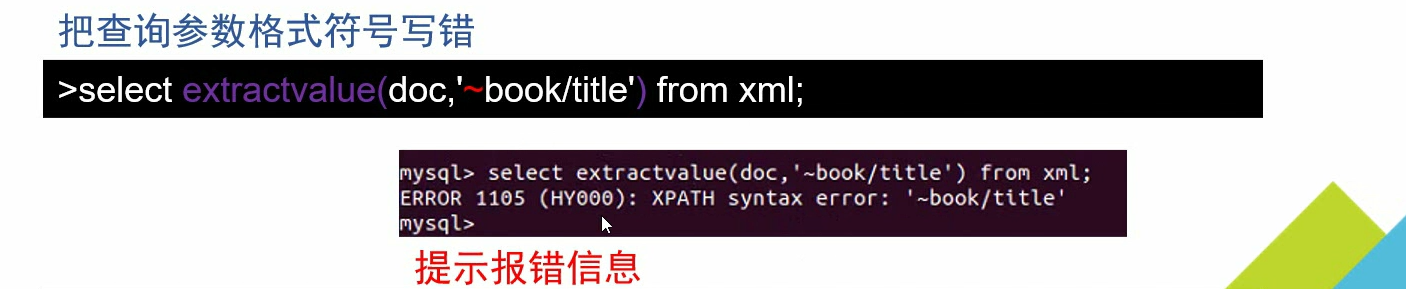 把查询参数格式符号写错
>select extractvalue(doc,'~book/title') from xml;
mysql> select extractvalue(doc,'~book/title') from xml;
ERROR 1105 (HY000): XPATH syntax error: '~book/title'
mysql>
提示报错信息